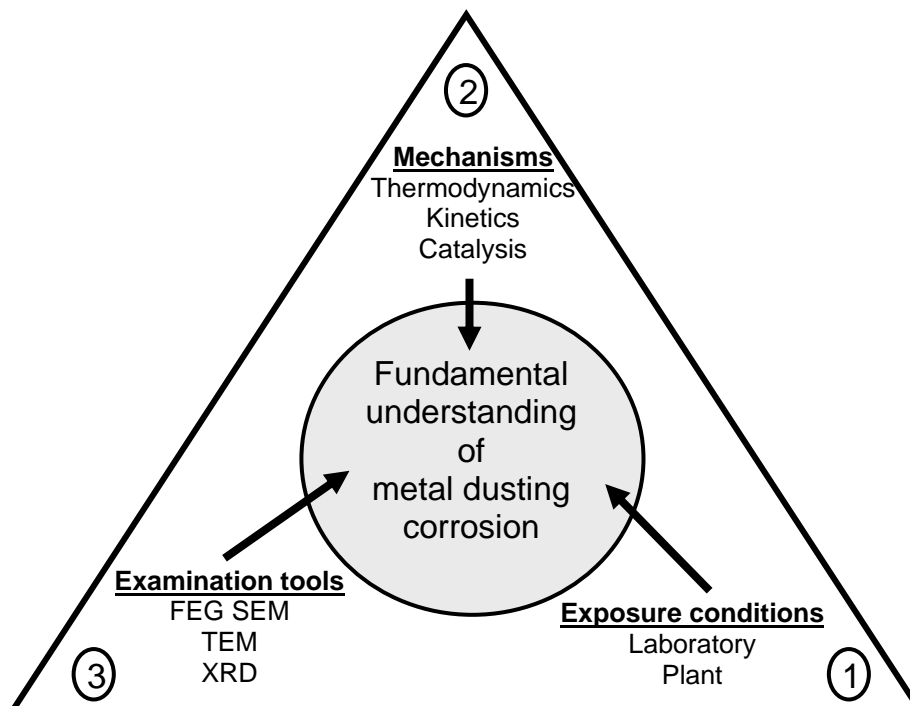 2
Mechanisms
Thermodynamics
Kinetics
Catalysis
Fundamental
understanding
of
metal dusting
corrosion
Examination tools
FEG SEM
TEM
XRD
3
Exposure conditions
Laboratory
Plant
1